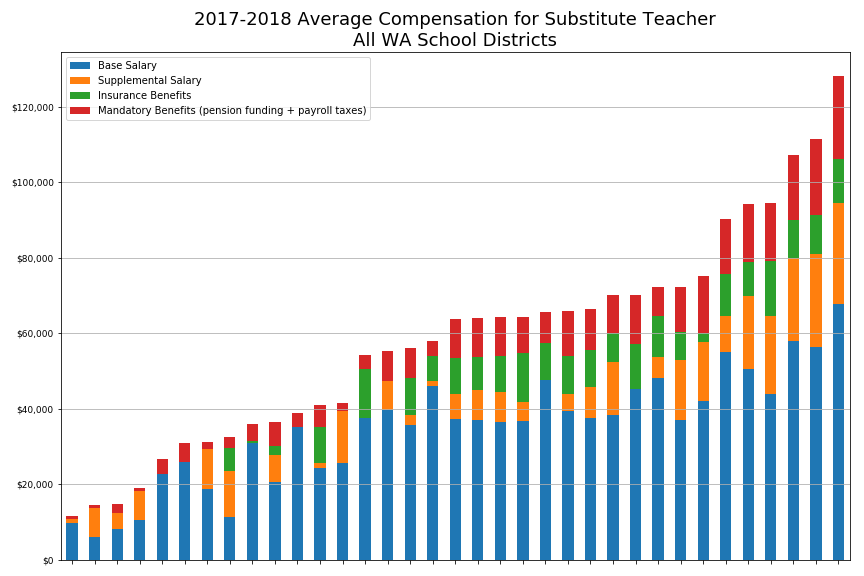 2017-2018 Average Compensation for Substitute Teacher
All WA School Districts
Base Salary
Supplemental Salary
Insurance Benefits
Mandatory Benefits (pension funding + payroll taxes)
$120,000
$100,000
$80,000
$60,000
$40,000
$20,000
$0